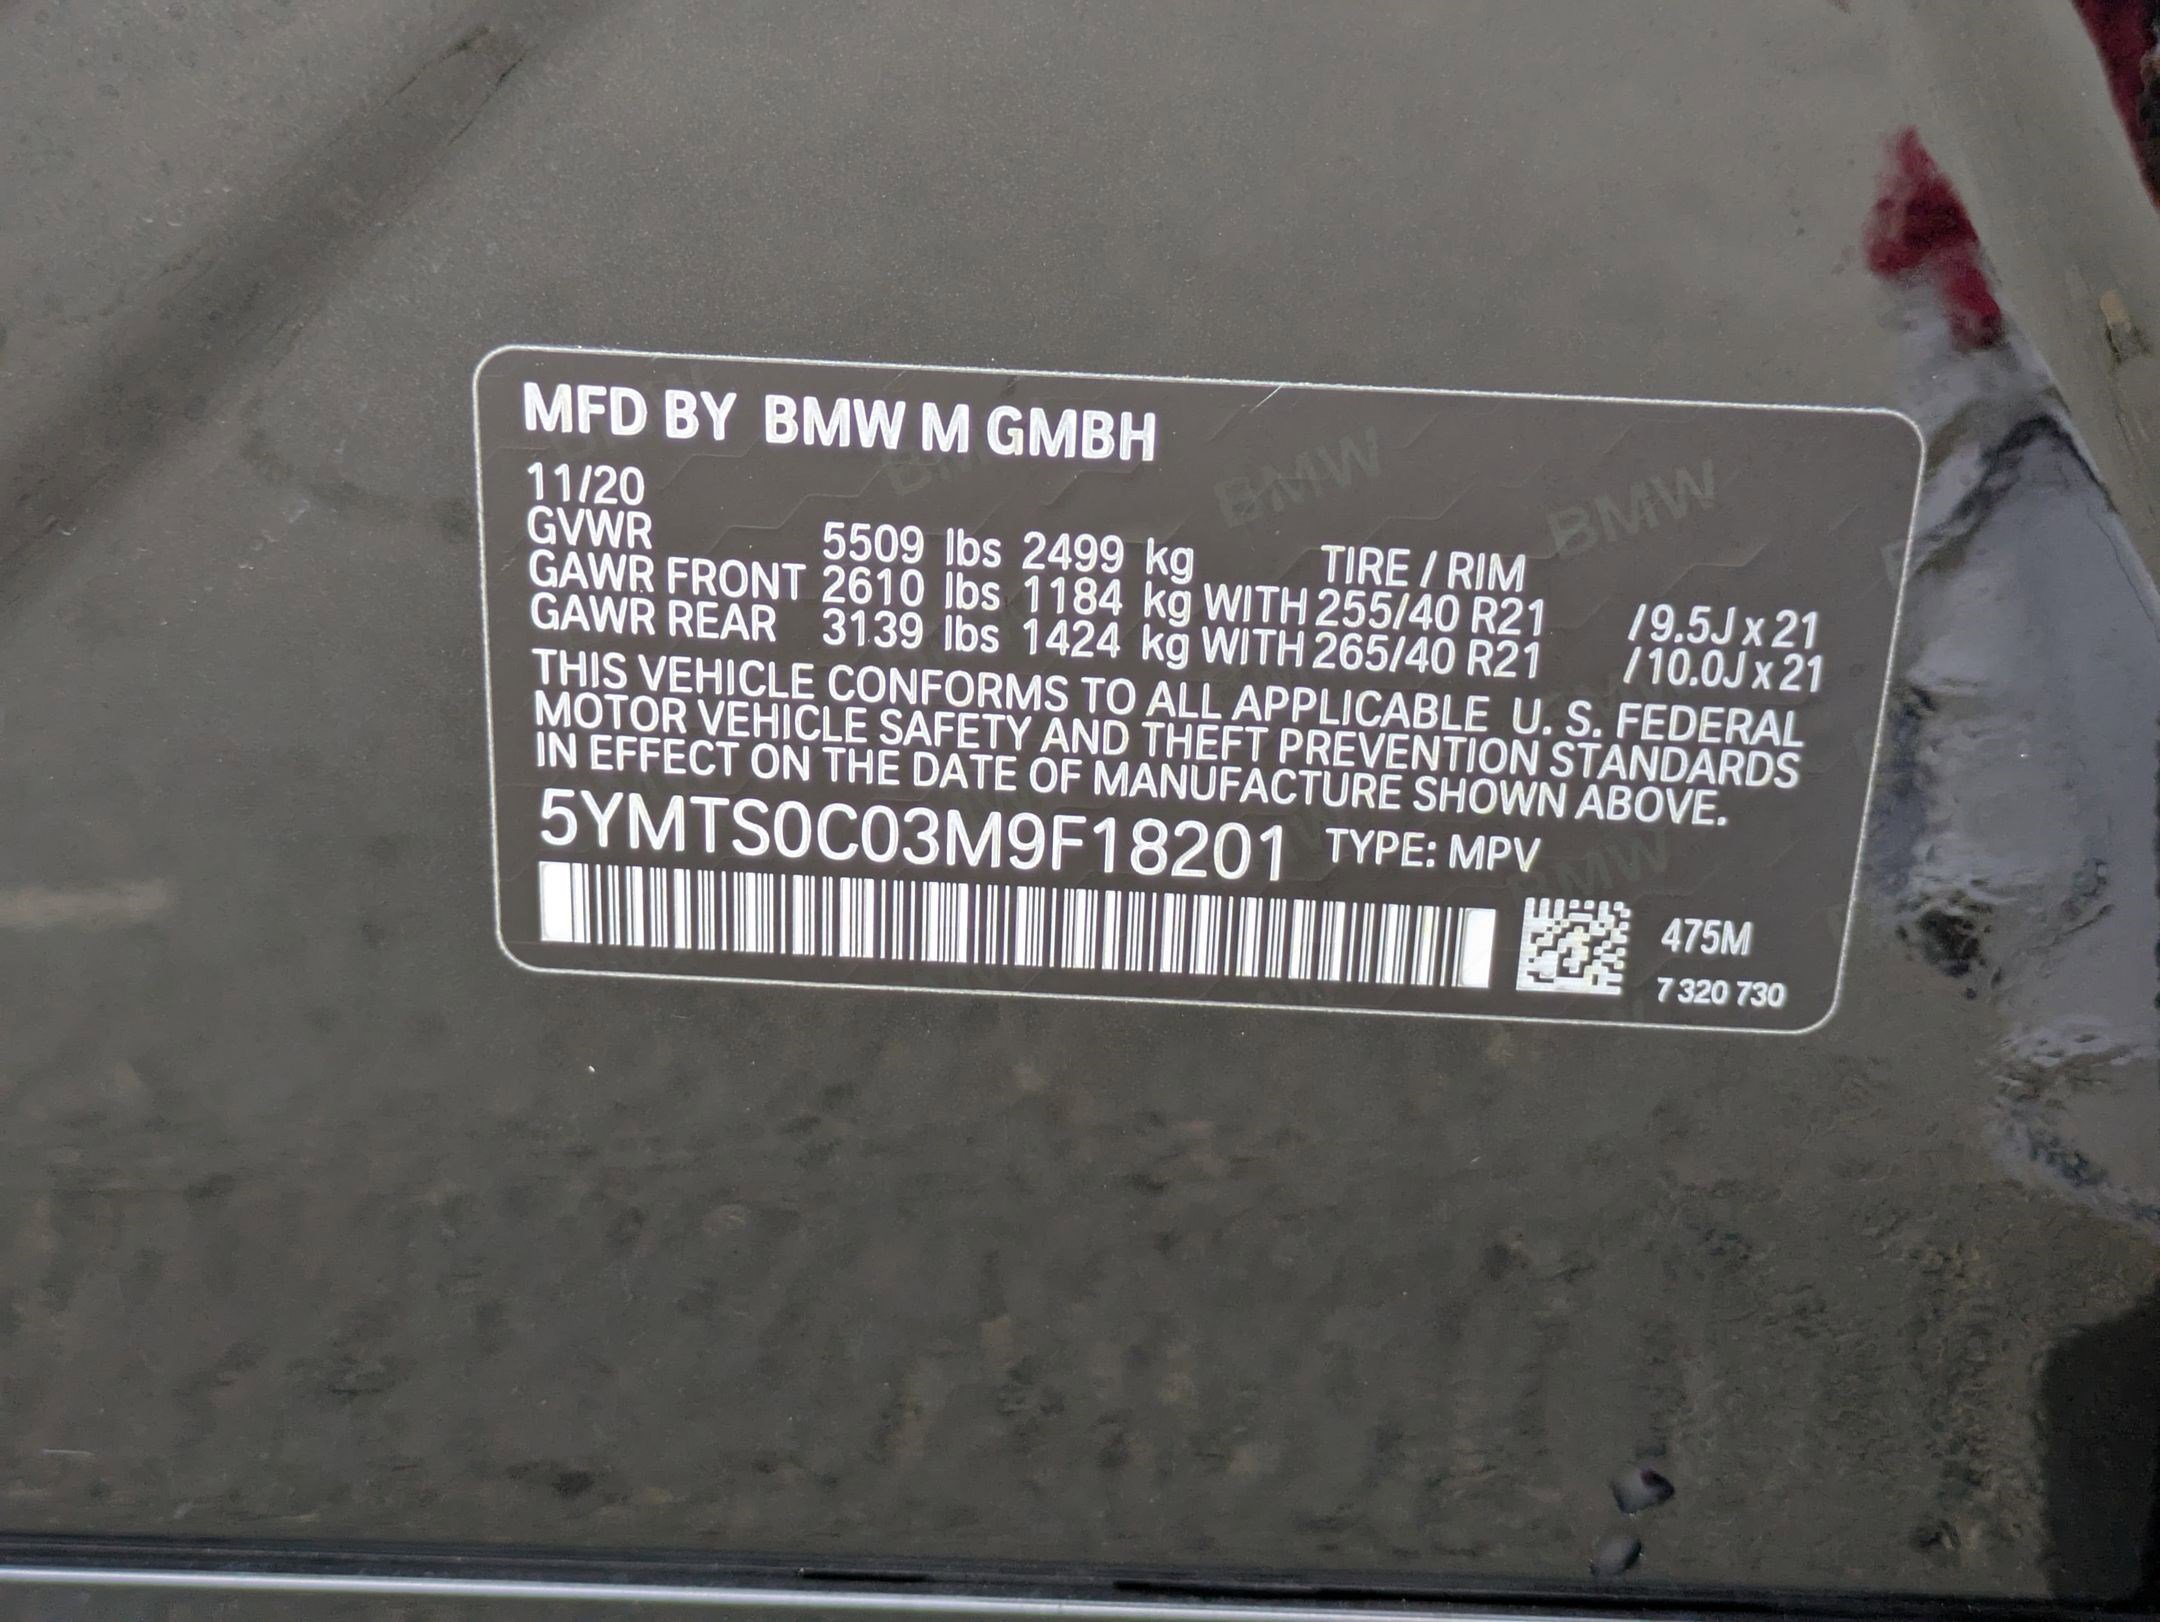 MFD BY BMW M GMBH
11/20
GVWR 5509 lbs 2499 kg TIRE / RIM
GAWR FRONT 2610 lbs 1184 kg WITH 255/40 R21 /9.5J x 21
GAWR REAR 3139 lbs 1424 kg WITH 265/40 R21 /10.0J x 21
THIS VEHICLE CONFORMS TO ALL APPLICABLE U. S. FEDERAL
MOTOR VEHICLE SAFETY AND THEFT PREVENTION STANDARDS
IN EFFECT ON THE DATE OF MANUFACTURE SHOWN ABOVE.
5YMTS0C03M9F18201 TYPE: MPV
475M
7 320 730